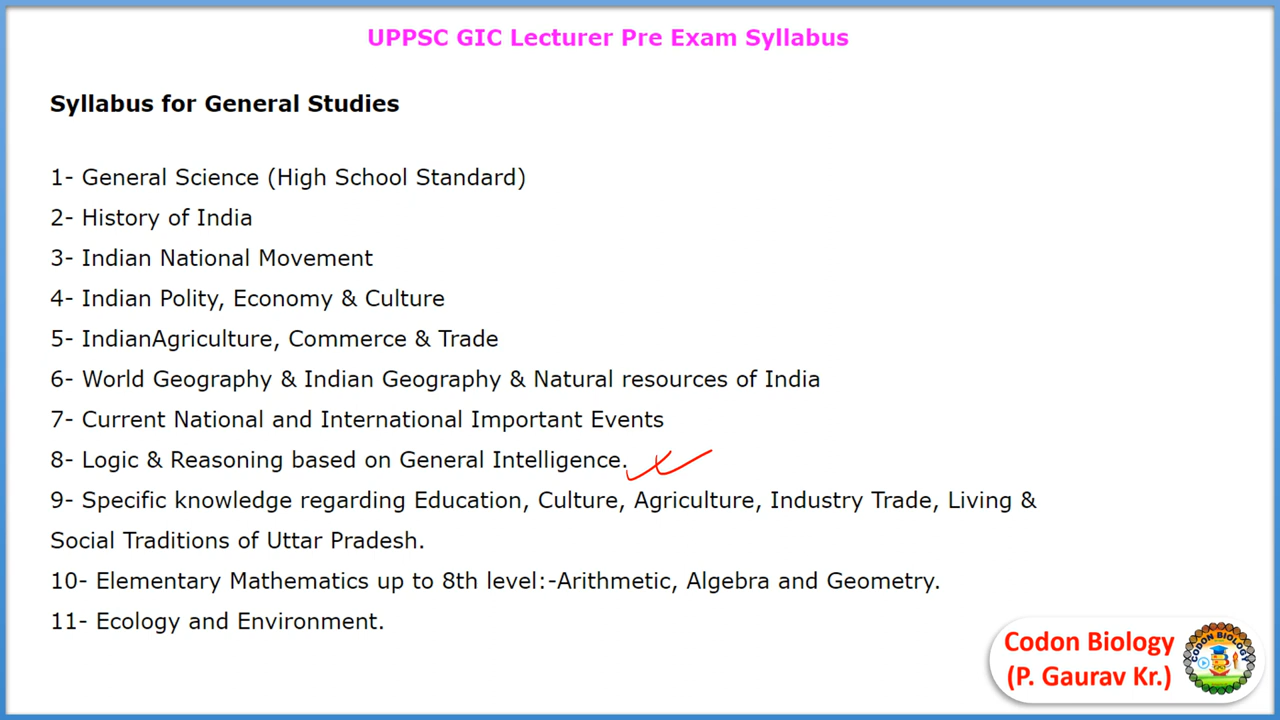 UPPSC GIC Lecturer Pre Exam Syllabus
Syllabus for General Studies
1- General Science (High School Standard)
2- History of India
3- Indian National Movement
4- Indian Polity, Economy & Culture
5- IndianAgriculture, Commerce & Trade
6- World Geography & Indian Geography & Natural resources of India
7- Current National and International Important Events
8- Logic & Reasoning based on General Intelligence.
9- Specific knowledge regarding Education, Culture, Agriculture, Industry Trade, Living &
Social Traditions of Uttar Pradesh.
10- Elementary Mathematics up to 8th level:-Arithmetic, Algebra and Geometry.
11- Ecology and Environment.
Codon Biology
(P. Gaurav Kr.)
CODON BIOLOGY